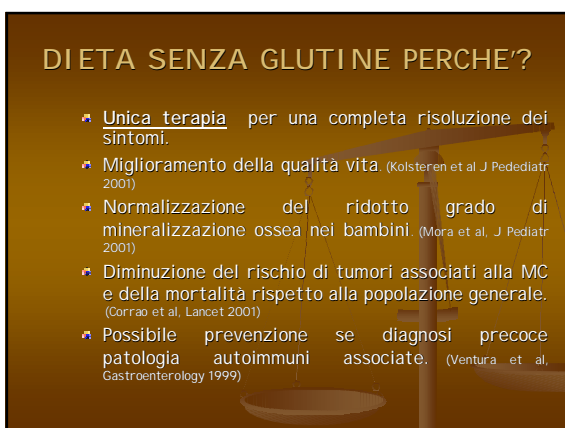 DIETA SENZA GLUTINE PERCHE'?
Unica terapia per una completa risoluzione dei
sintomi.
Miglioramento della qualità vita. (Kolsteren et al J Pedediatr
2001)
Normalizzazione del ridotto grado di
mineralizzazione ossea nei bambini. (Mora et al, J Pediatr
2001)
Diminuzione del rischio di tumori associati alla MC
e della mortalità rispetto alla popolazione generale.
(Corrao et al, Lancet 2001)
Possibile prevenzione se diagnosi precoce
patologia autoimmuni associate. (Ventura et al,
Gastroenterology 1999)